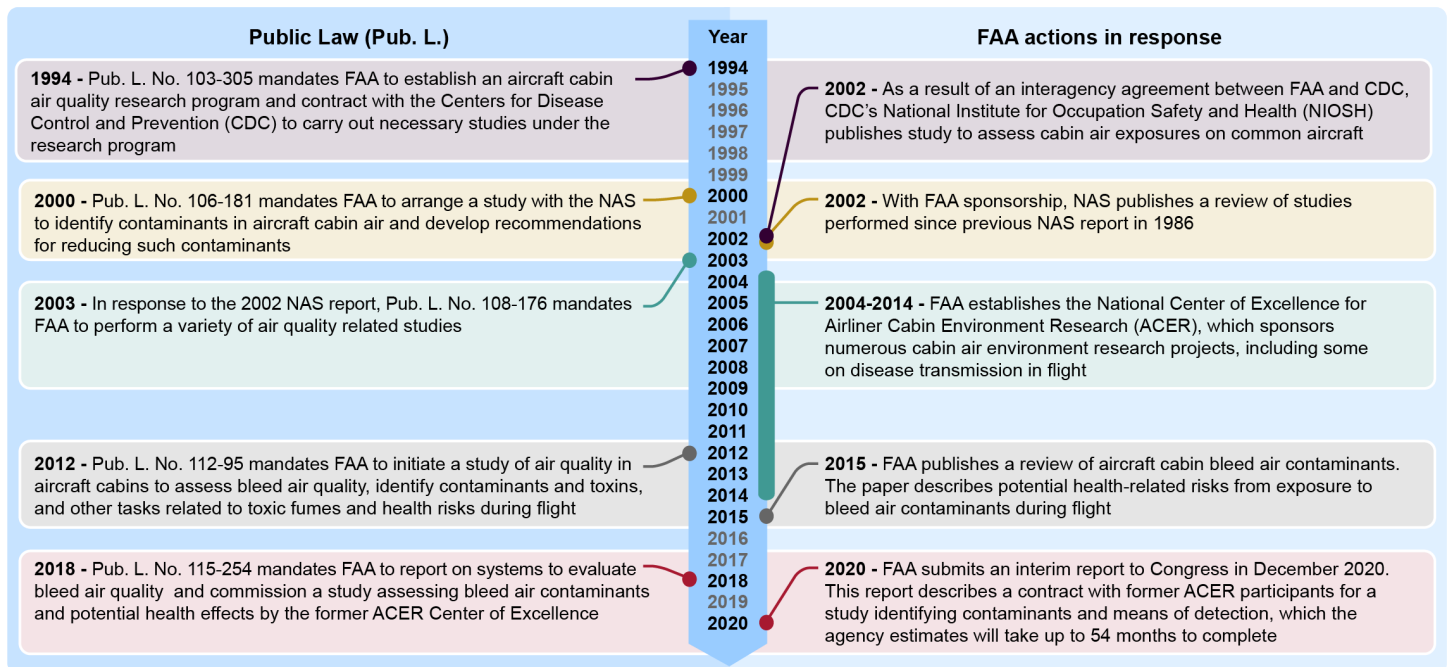 Public Law (Pub. L.)
Year
FAA actions in response
1994 - Pub. L. No. 103-305 mandates FAA to establish an aircraft cabin
air quality research program and contract with the Centers for Disease
Control and Prevention (CDC) to carry out necessary studies under the
research program
2002 - As a result of an interagency agreement between FAA and CDC,
CDC's National Institute for Occupation Safety and Health (NIOSH)
publishes study to assess cabin air exposures on common aircraft
2000 - Pub. L. No. 106-181 mandates FAA to arrange a study with the NAS
to identify contaminants in aircraft cabin air and develop recommendations
for reducing such contaminants
2002 - With FAA sponsorship, NAS publishes a review of studies
performed since previous NAS report in 1986
2003 - In response to the 2002 NAS report, Pub. L. No. 108-176 mandates
FAA to perform a variety of air quality related studies
2004-2014 - FAA establishes the National Center of Excellence for
Airliner Cabin Environment Research (ACER), which sponsors
numerous cabin air environment research projects, including some
on disease transmission in flight
2012 - Pub. L. No. 112-95 mandates FAA to initiate a study of air quality in
aircraft cabins to assess bleed air quality, identify contaminants and toxins,
and other tasks related to toxic fumes and health risks during flight
2015 - FAA publishes a review of aircraft cabin bleed air contaminants.
The paper describes potential health-related risks from exposure to
bleed air contaminants during flight
2018 - Pub. L. No. 115-254 mandates FAA to report on systems to evaluate
bleed air quality and commission a study assessing bleed air contaminants
and potential health effects by the former ACER Center of Excellence
2020 - FAA submits an interim report to Congress in December 2020.
This report describes a contract with former ACER participants for a
study identifying contaminants and means of detection, which the
agency estimates will take up to 54 months to complete
1994
1995
1996
1997
1998
1999
2000
2001
2002
2003
2004
2005
2006
2007
2008
2009
2010
2011
2012
2013
2014
2015
2016
2017
2018
2019
2020